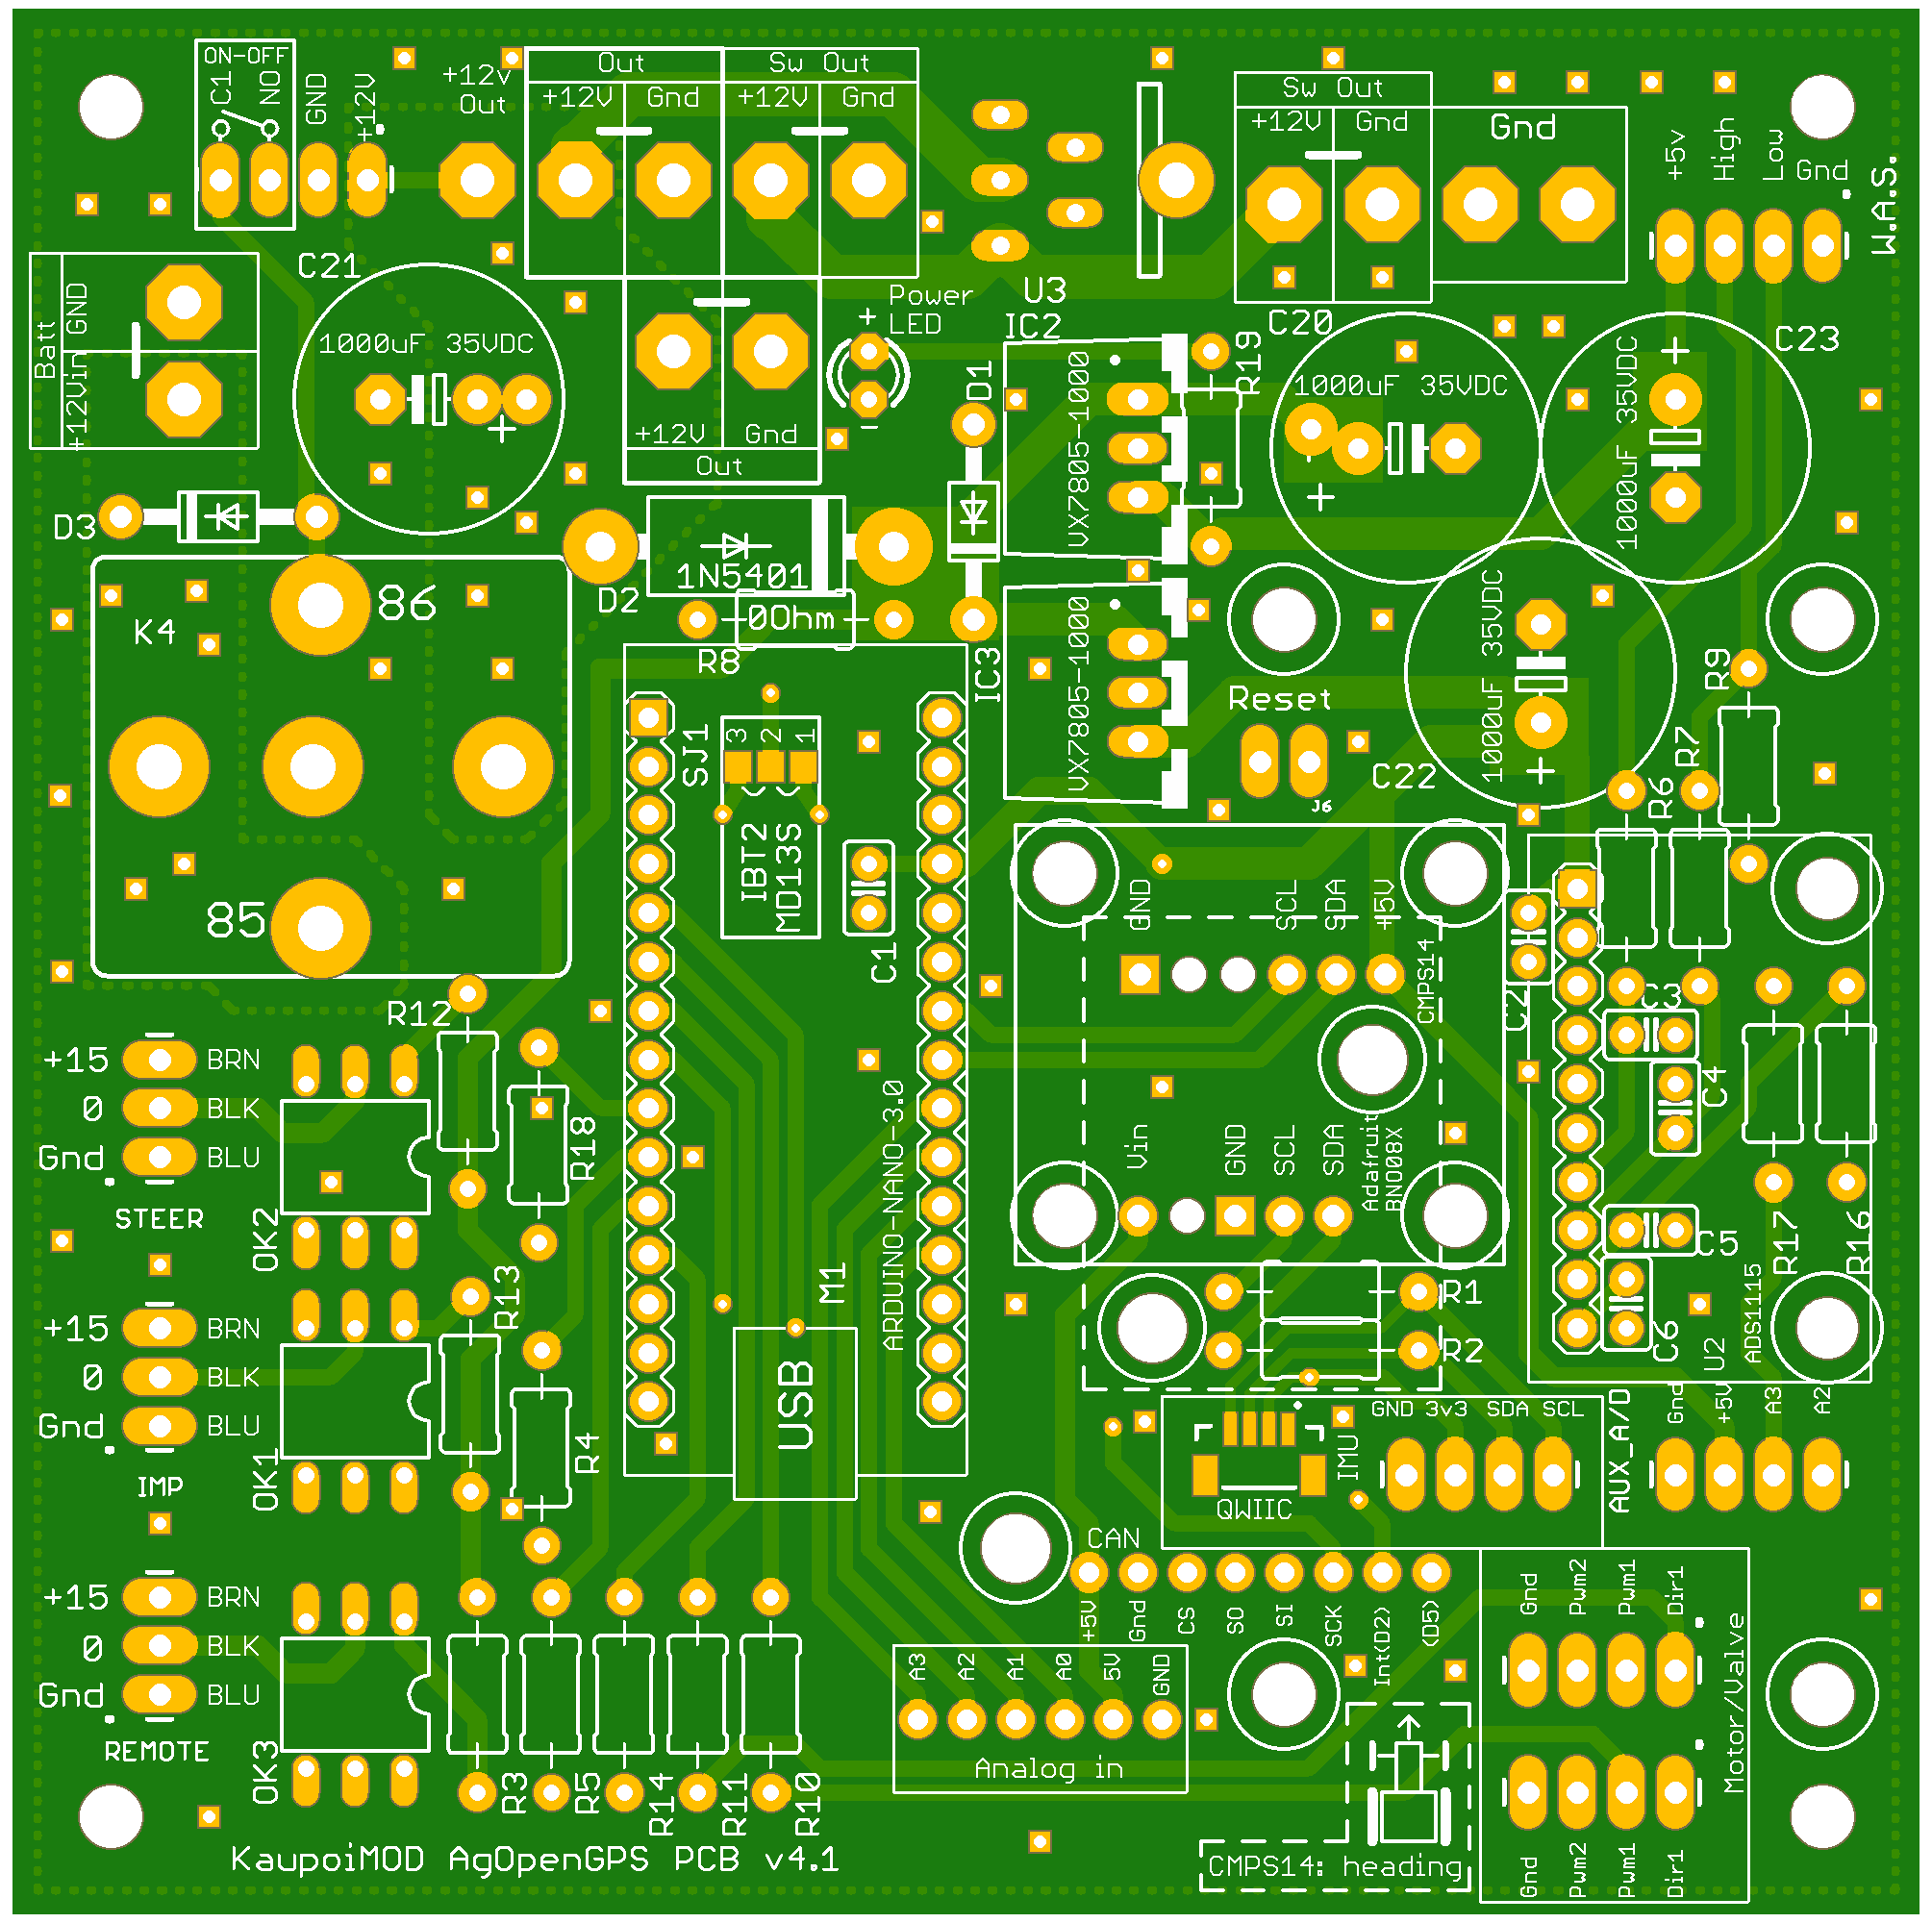 ON-OFF
C1
NO
GND
+12V
+12v
Out
Out
+12V
Gnd
Sw Out
+12V
Gnd
Sw Out
+12V
Gnd
Gnd
+5v
High
Low
Gnd
W.A.S.
Batt
+12Vin
GND
C21
1000uF 35VDC
+
+12V
Gnd
Out
Power
LED
+
-
U3
IC2
VX7805-1000
D1
R19
C20
1000uF 35VDC
+
C23
+
1000uF 35VDC
D3
1N5401
D2
0Ohm
R8
86
K4
85
IC3
VX7805-1000
Reset
J6
C22
1000uF 35VDC
+
R9
R7
R6
SJ1
3
2
1
IBT2
MD13S
C1
GND
SCL
SDA
+5V
CMPS14
C2
C3
C4
C5
C6
R17
R16
U2
ADS1115
R12
+15
BRN
0
BLK
Gnd
BLU
STEER
OK2
R18
ARDUINO-NANO-3.0
M1
USB
Vin
GND
SCL
SDA
Adafruit
BNO08X
R1
R2
R13
+15
BRN
0
BLK
Gnd
BLU
IMP
OK1
R4
GND
3v3
SDA
SCL
IMU
QWIIC
AUX_A/D
Gnd
+5V
A3
A2
CAN
+5V
Gnd
CS
SO
SI
SCK
Int(D2)
(D5)
+15
BRN
0
BLK
Gnd
BLU
REMOTE
OK3
R3
R5
R14
R11
R10
A3
A2
A1
A0
5V
GND
Analog in
Gnd
Pwm2
Pwm1
Dir1
Motor/Valve
Gnd
Pwm2
Pwm1
Dir1
CMPS14: heading
KaupoiMOD AgOpenGPS PCB v4.1